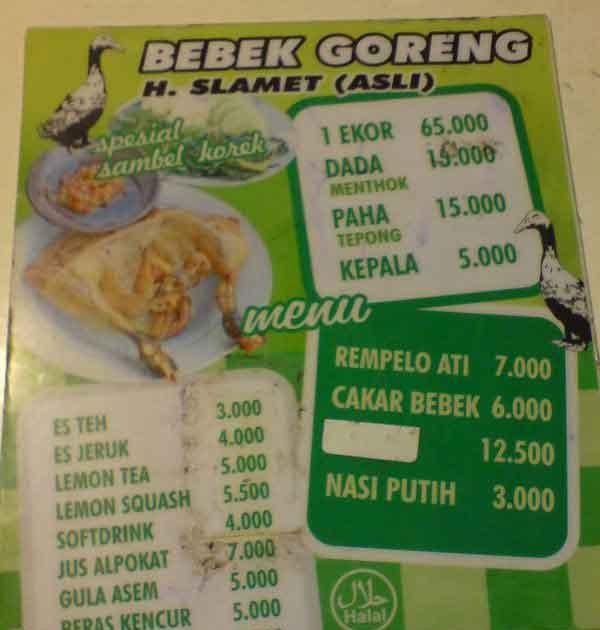 BEBEK GORENG
H. SLAMET (ASLI)
spesial
sambel korek
1 EKOR 65.000
DADA 15.000
MENTHOK
PAHA 15.000
TEPONG
KEPALA 5.000
menu
REMPELO ATI 7.000
CAKAR BEBEK 6.000
12.500
NASI PUTIH 3.000
ES TEH 3.000
ES JERUK 4.000
LEMON TEA 5.000
LEMON SQUASH 5.500
SOFTDRINK 4.000
JUS ALPOKAT 7.000
GULA ASEM 5.000
BERAS KENCUR 5.000
حلال
Halal